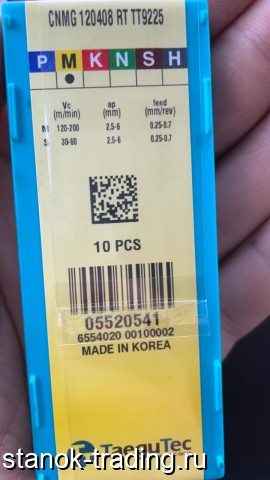 CNMG 120408 RT TT9225
P M K N S H
Vc ap feed
(m/min) (mm) (mm/rev)
M 120-200 2.5-6 0.25-0.7
S 30-60 2.5-6 0.25-0.7
10 PCS
05520541
6554020 00100002
MADE IN KOREA
TaeguTec
stanok-trading.ru